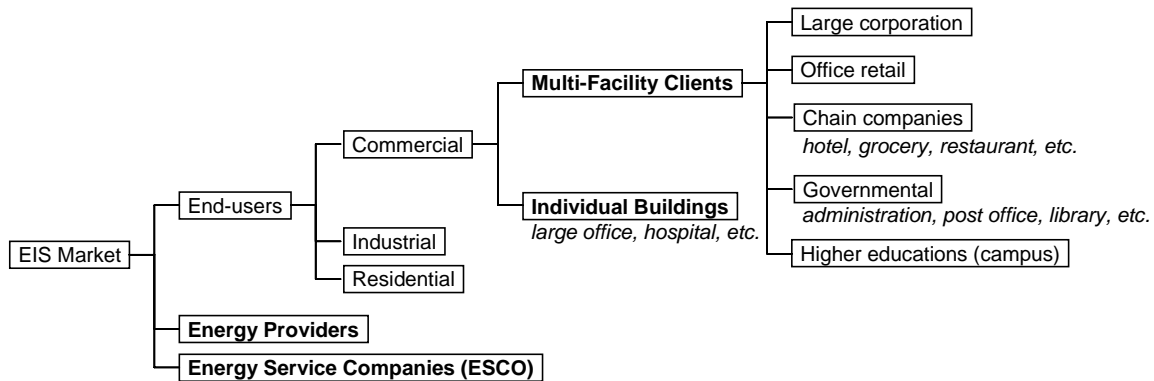 Large corporation
Office retail
Multi-Facility Clients
Chain companies
hotel, grocery, restaurant, etc.
Commercial
Governmental
administration, post office, library, etc.
End-users
Individual Buildings
large office, hospital, etc.
Industrial
EIS Market
Higher educations (campus)
Residential
Energy Providers
Energy Service Companies (ESCO)